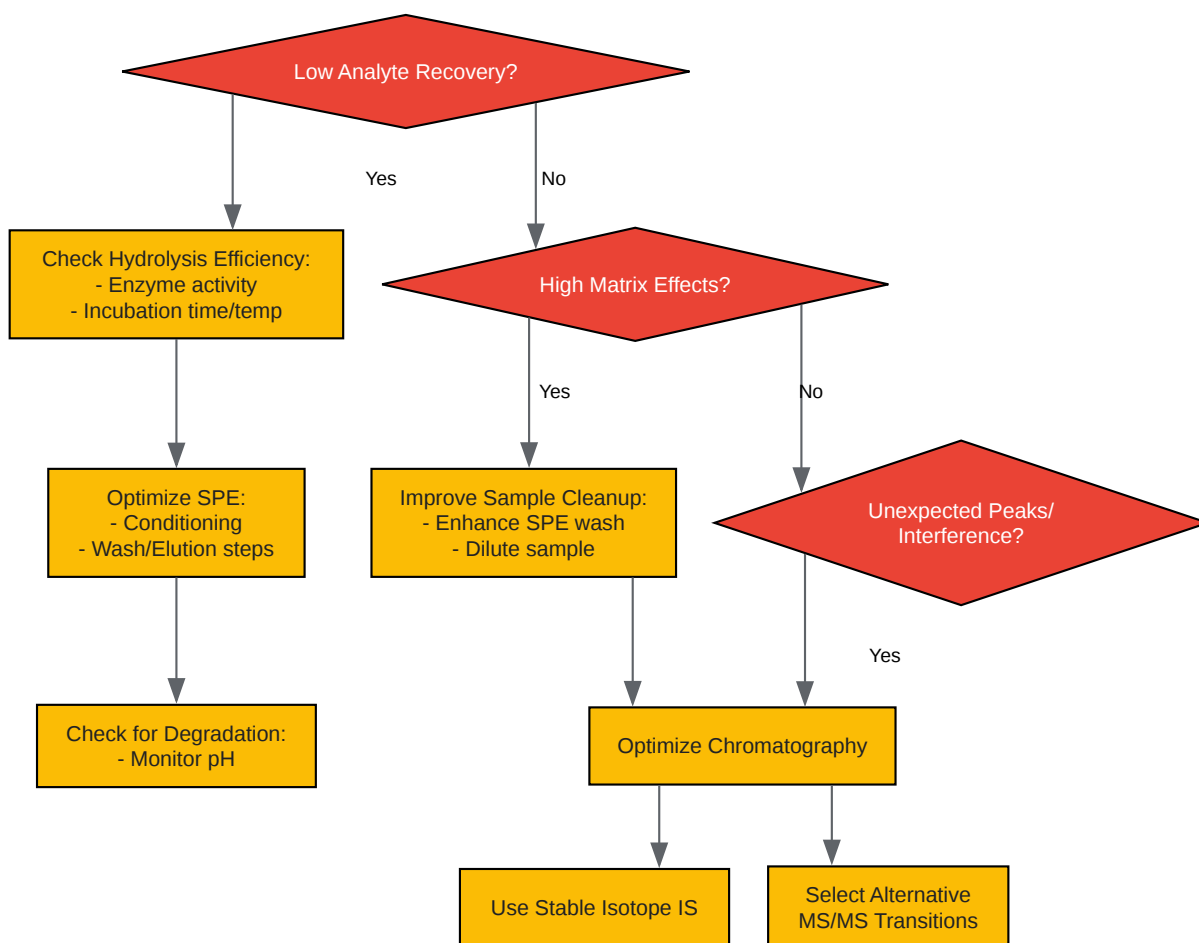 Low Analyte Recovery?
Yes
No
Check Hydrolysis Efficiency:
- Enzyme activity
- Incubation time/temp
High Matrix Effects?
Yes
No
Optimize SPE:
- Conditioning
- Wash/Elution steps
Improve Sample Cleanup:
- Enhance SPE wash
- Dilute sample
Unexpected Peaks/
Interference?
Yes
Check for Degradation:
- Monitor pH
Optimize Chromatography
Use Stable Isotope IS
Select Alternative
MS/MS Transitions